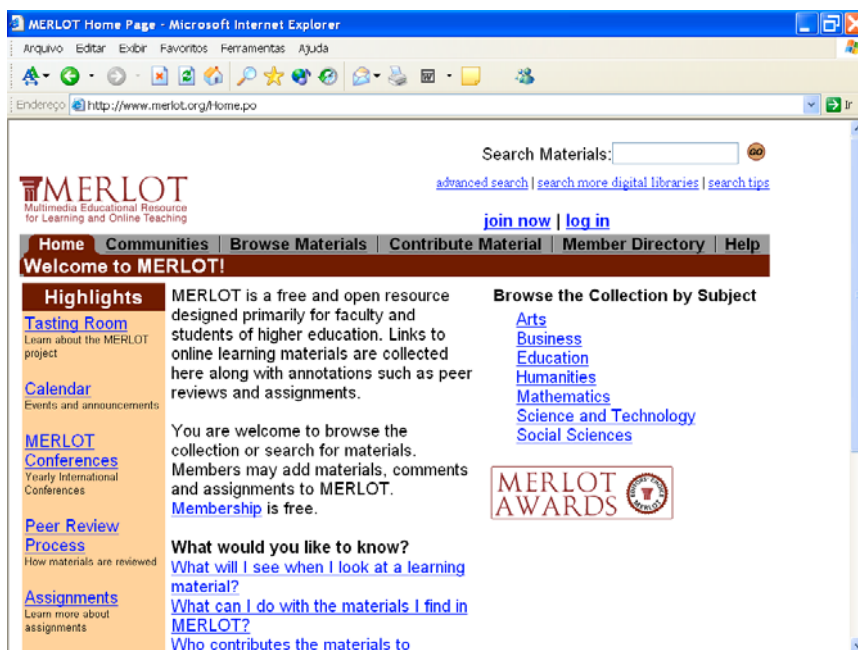 MERLOT Home Page - Microsoft Internet Explorer
Arquivo Editar Exibir Favoritos Ferramentas Ajuda
Endereço http://www.merlot.org/Home.po Ir
Search Materials: GO
advanced search | search more digital libraries | search tips
MERLOT
Multimedia Educational Resource
for Learning and Online Teaching
join now | log in
Home Communities | Browse Materials | Contribute Material | Member Directory | Help
Welcome to MERLOT!
Highlights
Tasting Room
Learn about the MERLOT
project
Calendar
Events and announcements
MERLOT
Conferences
Yearly International
Conferences
Peer Review
Process
How materials are reviewed
Assignments
Learn more about
assignments
MERLOT is a free and open resource
designed primarily for faculty and
students of higher education. Links to
online learning materials are collected
here along with annotations such as peer
reviews and assignments.
You are welcome to browse the
collection or search for materials.
Members may add materials, comments
and assignments to MERLOT.
Membership is free.
What would you like to know?
What will I see when I look at a learning
material?
What can I do with the materials I find in
MERLOT?
Who contributes the materials to
Browse the Collection by Subject
Arts
Business
Education
Humanities
Mathematics
Science and Technology
Social Sciences
MERLOT
AWARDS